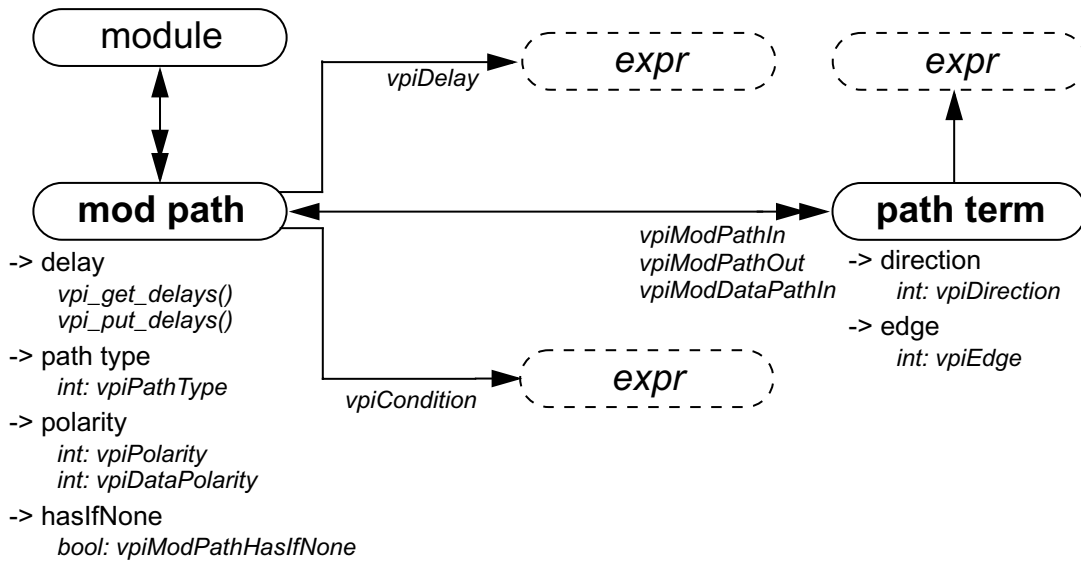 module
expr
expr
vpiDelay
mod path
path term
vpiModPathIn
vpiModPathOut
vpiModDataPathIn
-> delay
vpi_get_delays()
vpi_put_delays()
-> path type
int: vpiPathType
-> polarity
int: vpiPolarity
int: vpiDataPolarity
-> hasIfNone
bool: vpiModPathHasIfNone
-> direction
int: vpiDirection
-> edge
int: vpiEdge
expr
vpiCondition